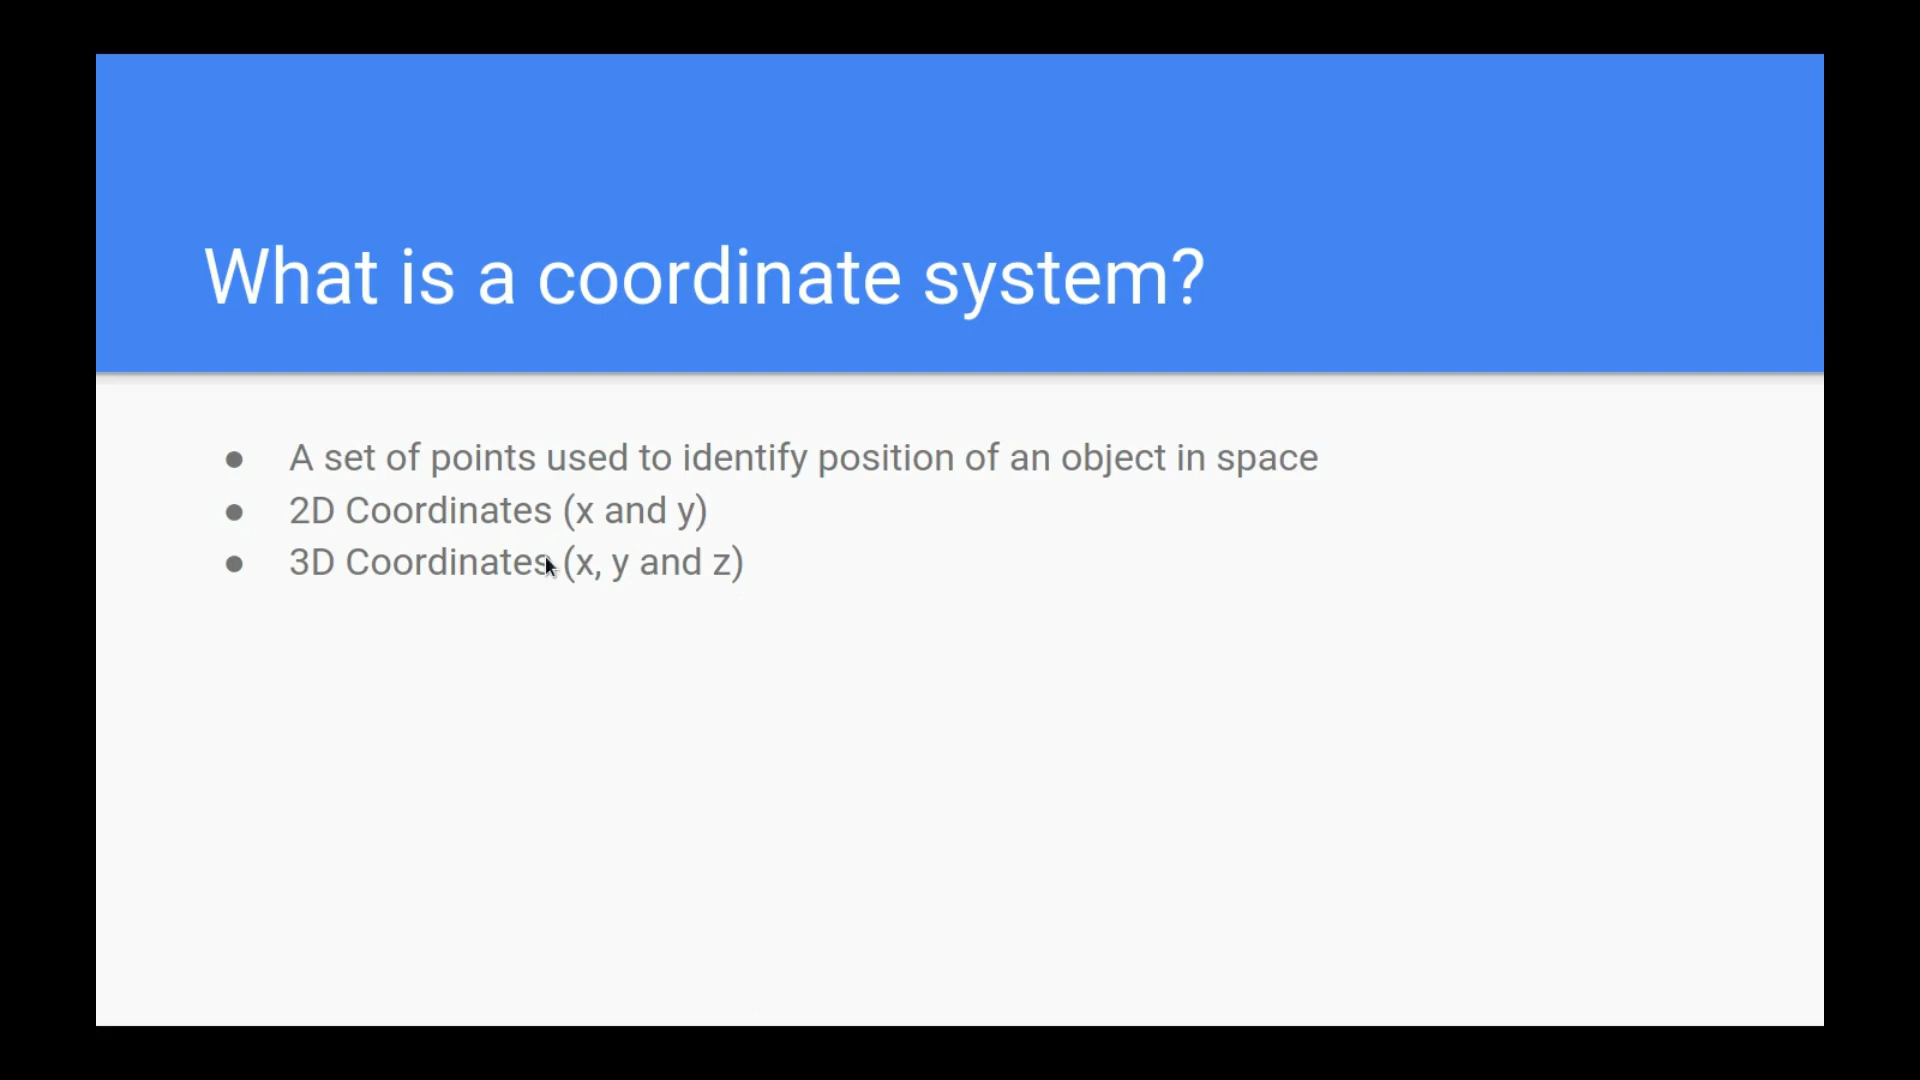 What is a coordinate system?
● A set of points used to identify position of an object in space
● 2D Coordinates (x and y)
● 3D Coordinates (x, y and z)